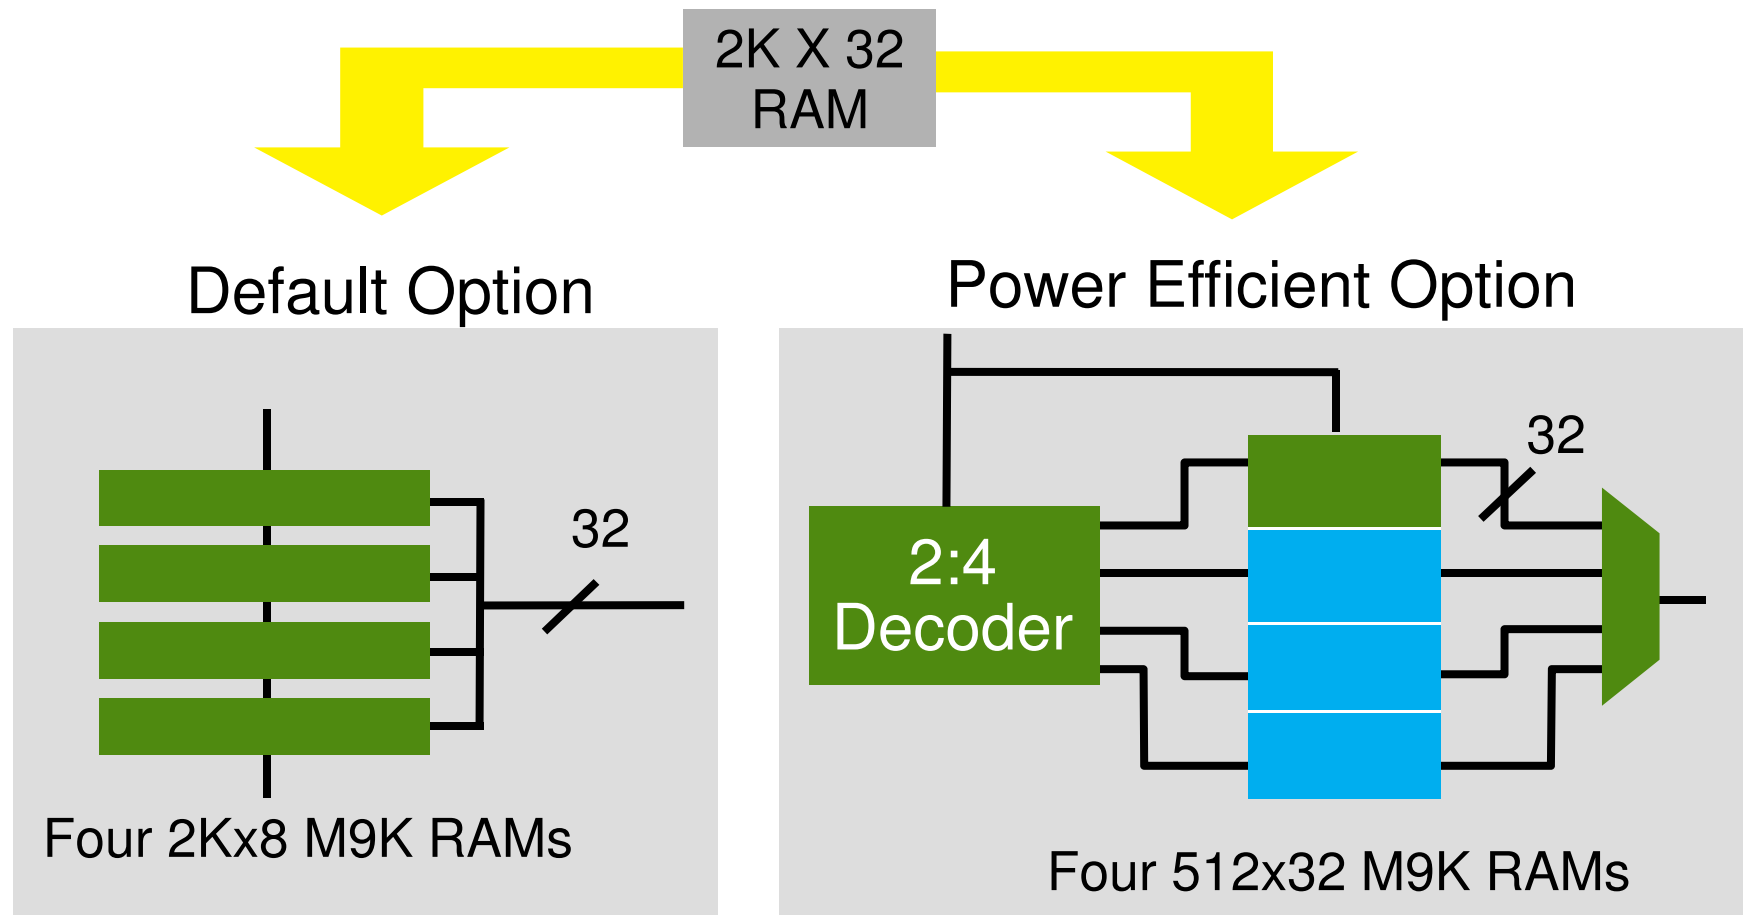 2K X 32
RAM
Default Option
Power Efficient Option
32
Four 2Kx8 M9K RAMs
32
2:4
Decoder
Four 512x32 M9K RAMs